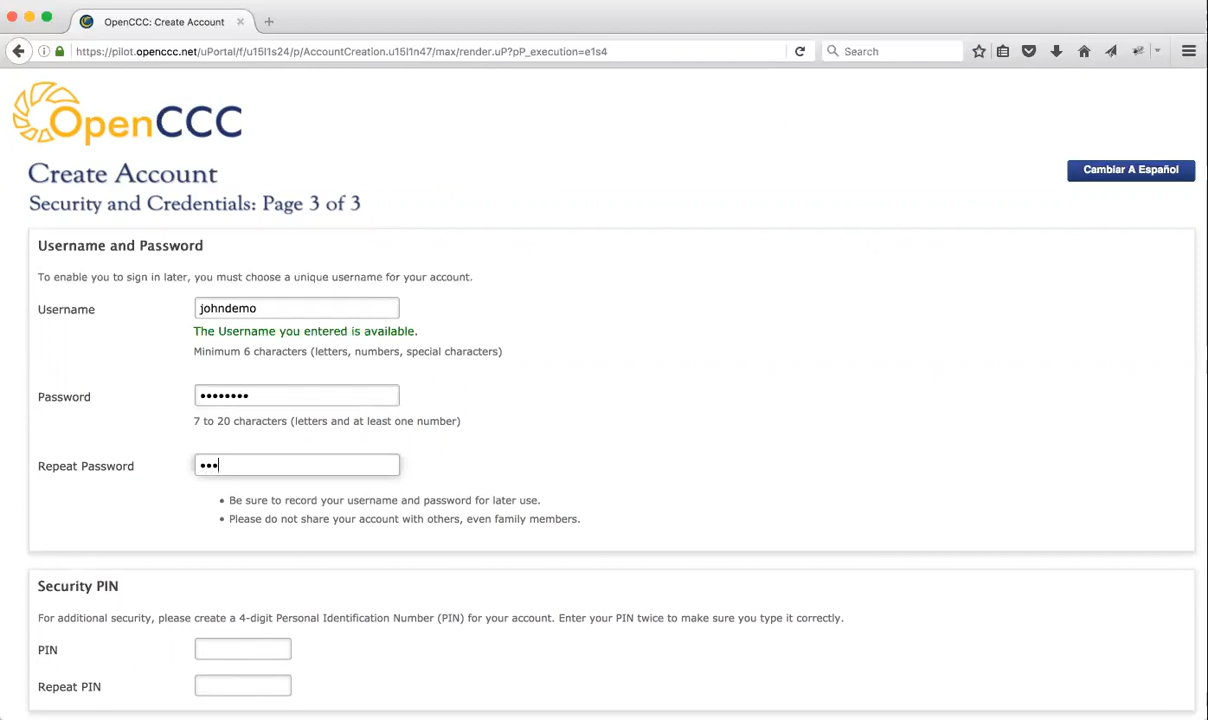 OpenCCC: Create Account
https://pilot.openccc.net/uPortal/f/u15l1s24/p/AccountCreation.u15l1n47/max/render.uP?pP_execution=e1s4
Search
OpenCCC
Create Account
Cambiar A Español
Security and Credentials: Page 3 of 3
Username and Password
To enable you to sign in later, you must choose a unique username for your account.
Username
johndemo
The Username you entered is available.
Minimum 6 characters (letters, numbers, special characters)
Password
••••••••
7 to 20 characters (letters and at least one number)
Repeat Password
•••
• Be sure to record your username and password for later use.
• Please do not share your account with others, even family members.
Security PIN
For additional security, please create a 4-digit Personal Identification Number (PIN) for your account. Enter your PIN twice to make sure you type it correctly.
PIN
Repeat PIN